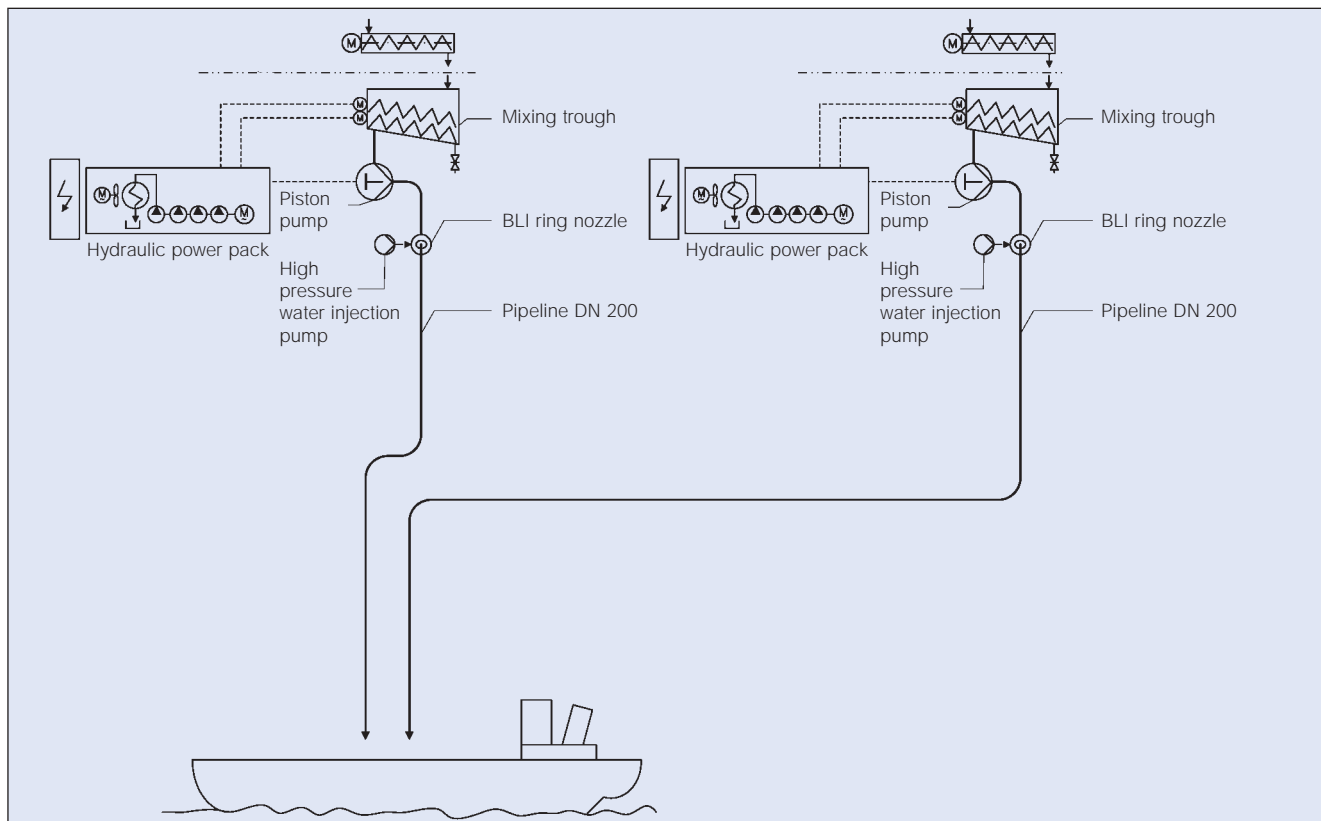 M
M
Mixing trough
Mixing trough
M
M
M
M
Piston
pump
Piston
pump
M
M
M
M
BLI ring nozzle
BLI ring nozzle
Hydraulic power pack
Hydraulic power pack
High
pressure
water injection
pump
High
pressure
water injection
pump
Pipeline DN 200
Pipeline DN 200